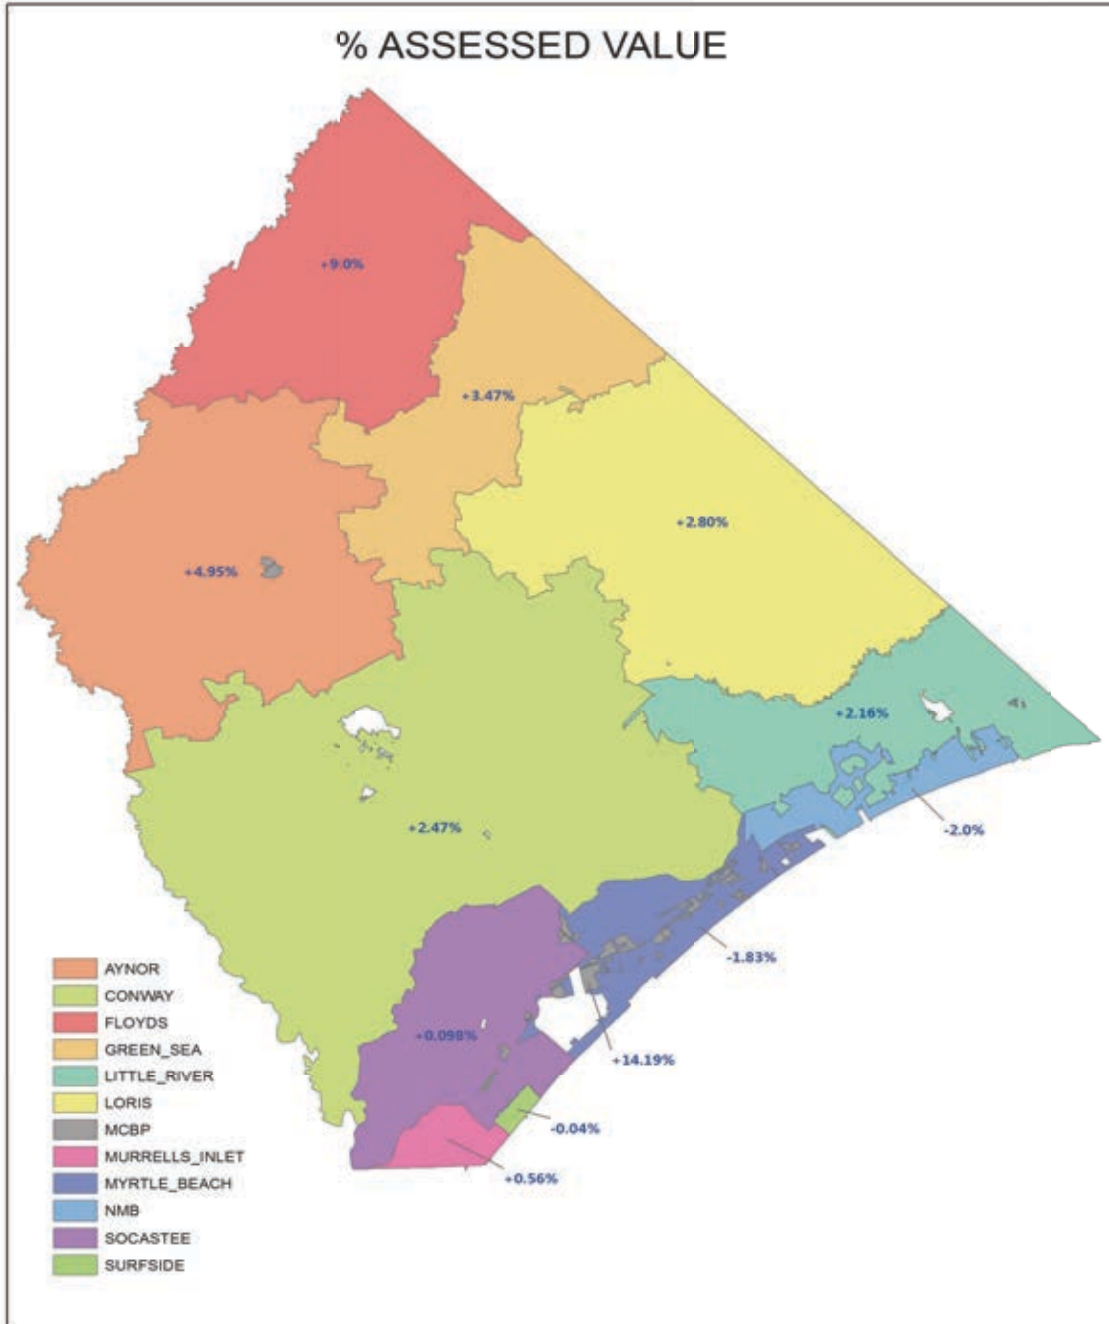 % ASSESSED VALUE
+9.0%
+3.47%
+2.80%
+4.95%
+2.16%
+2.47%
-2.0%
-1.83%
+0.098%
+14.19%
-0.04%
+0.56%
AYNOR
CONWAY
FLOYDS
GREEN_SEA
LITTLE_RIVER
LORIS
MCBP
MURRELLS_INLET
MYRTLE_BEACH
NMB
SOCASTEE
SURFSIDE